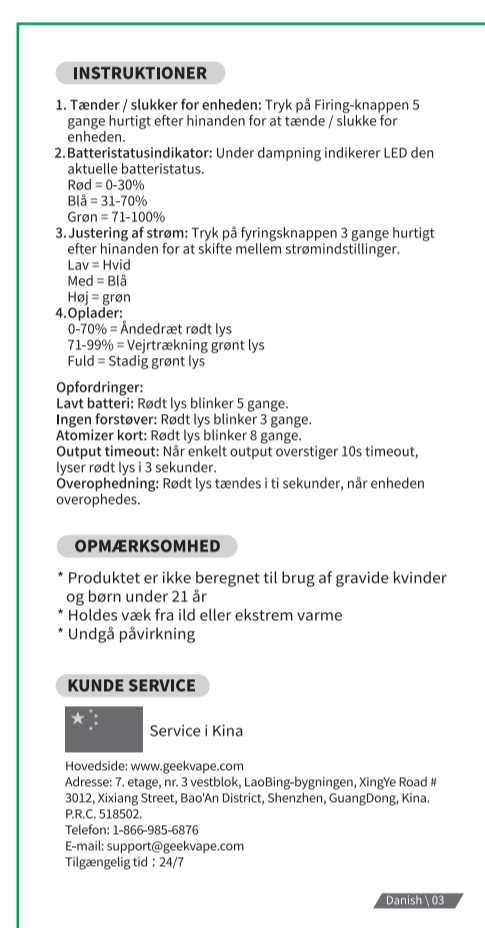 INSTRUKTIONER
1. Tænder / slukker for enheden: Tryk på Firing-knappen 5
gange hurtigt efter hinanden for at tænde / slukke for
enheden.
2.Batteristatusindikator: Under dampning indikerer LED den
aktuelle batteristatus.
Rød = 0-30%
Blå = 31-70%
Grøn = 71-100%
3.Justering af strøm: Tryk på fyringsknappen 3 gange hurtigt
efter hinanden for at skifte mellem strømindstillinger.
Lav = Hvid
Med = Blå
Høj = grøn
4.Oplader:
0-70% = Åndedræt rødt lys
71-99% = Vejrtrækning grønt lys
Fuld = Stadig grønt lys
Opfordringer:
Lavt batteri: Rødt lys blinker 5 gange.
Ingen forstøver: Rødt lys blinker 3 gange.
Atomizer kort: Rødt lys blinker 8 gange.
Output timeout: Når enkelt output overstiger 10s timeout,
lyser rødt lys i 3 sekunder.
Overophedning: Rødt lys tændes i ti sekunder, når enheden
overophedes.
OPMÆRKSOMHED
* Produktet er ikke beregnet til brug af gravide kvinder
og børn under 21 år
* Holdes væk fra ild eller ekstrem varme
* Undgå påvirkning
KUNDE SERVICE
Service i Kina
Hovedside: www.geekvape.com
Adresse: 7. etage, nr. 3 vestblok, LaoBing-bygningen, XingYe Road #
3012, Xixiang Street, Bao'An District, Shenzhen, GuangDong, Kina.
P.R.C. 518502.
Telefon: 1-866-985-6876
E-mail: support@geekvape.com
Tilgængelig tid : 24/7
Danish \ 03